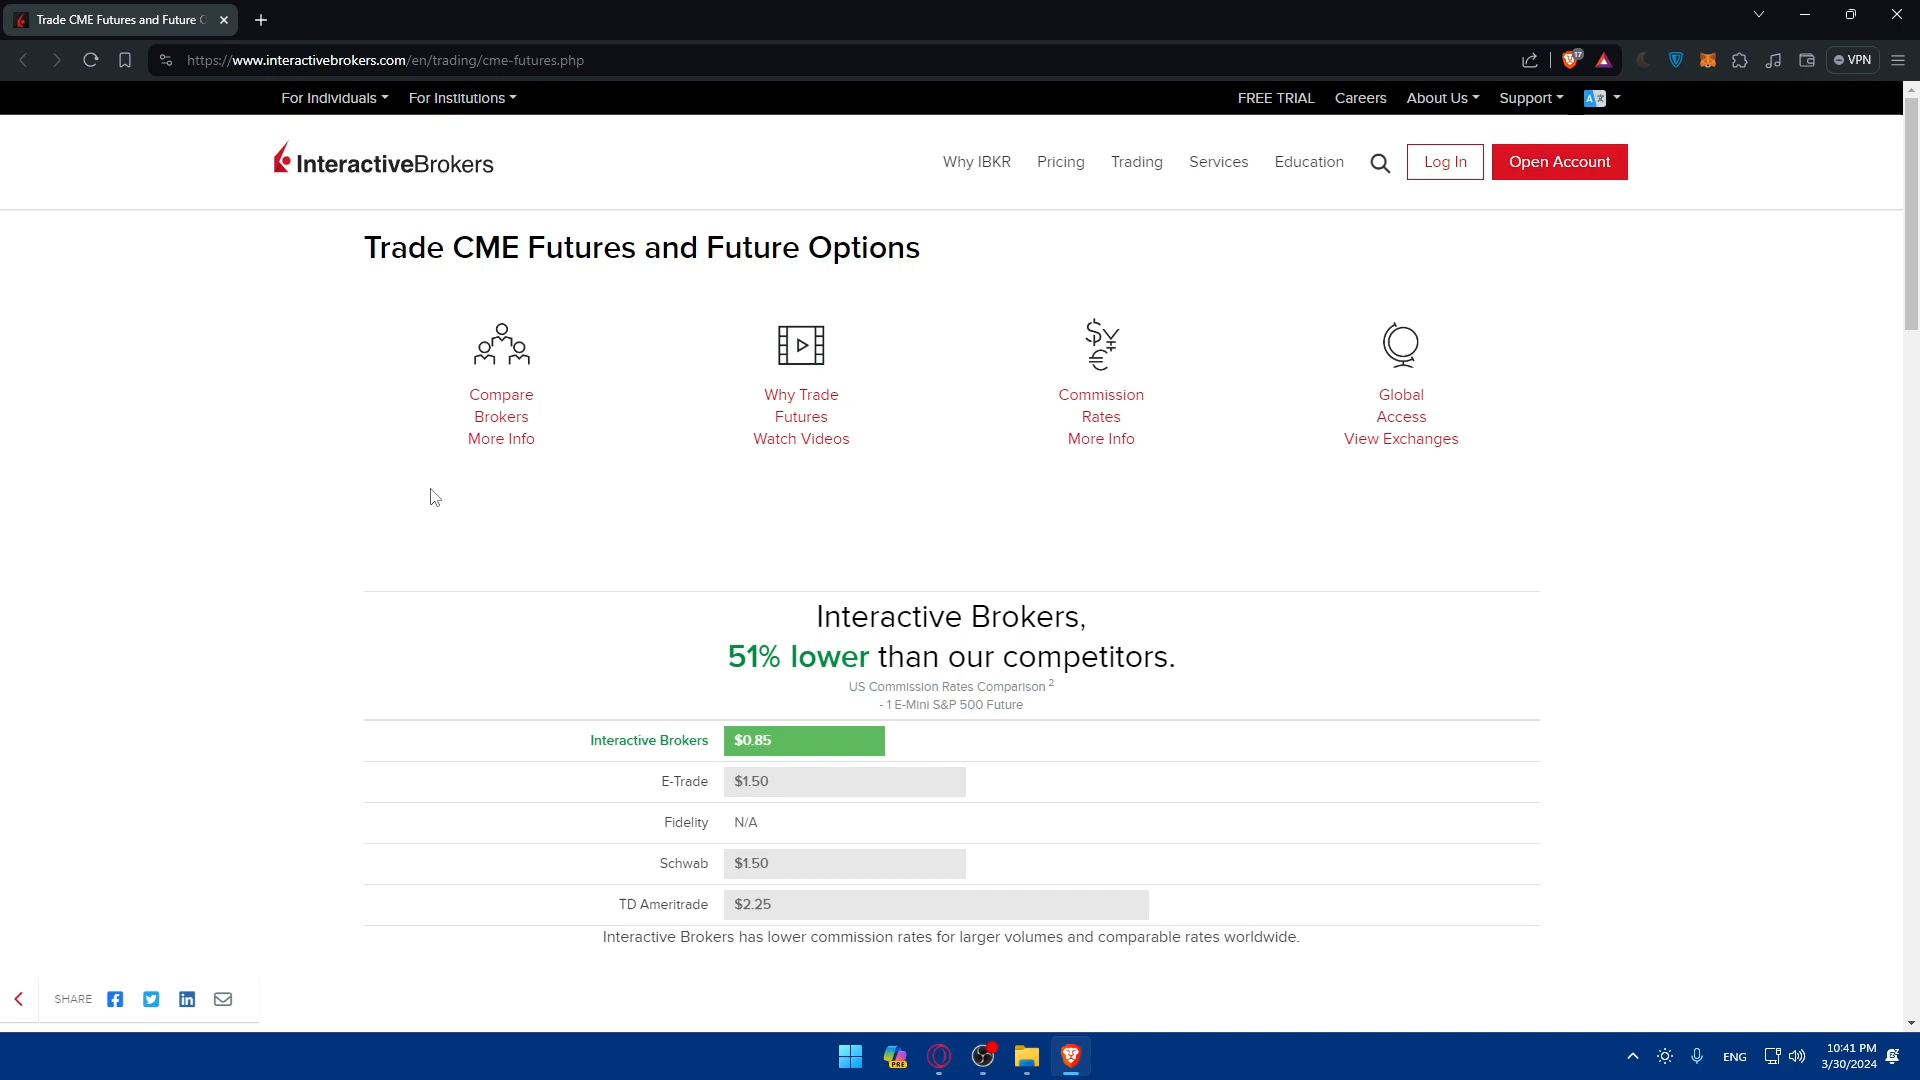 Trade CME Futures and Future O
https://www.interactivebrokers.com/en/trading/cme-futures.php
17
VPN
For Individuals
For Institutions
FREE TRIAL
Careers
About Us
Support
InteractiveBrokers
Why IBKR
Pricing
Trading
Services
Education
Log In
Open Account
Trade CME Futures and Future Options
Compare
Brokers
More Info
Why Trade
Futures
Watch Videos
Commission
Rates
More Info
Global
Access
View Exchanges
Interactive Brokers,
51% lower than our competitors.
US Commission Rates Comparison 2
- 1 E-Mini S&P 500 Future
Interactive Brokers $0.85
E-Trade $1.50
Fidelity N/A
Schwab $1.50
TD Ameritrade $2.25
Interactive Brokers has lower commission rates for larger volumes and comparable rates worldwide.
SHARE
PRE
ENG
10:41 PM
3/30/2024